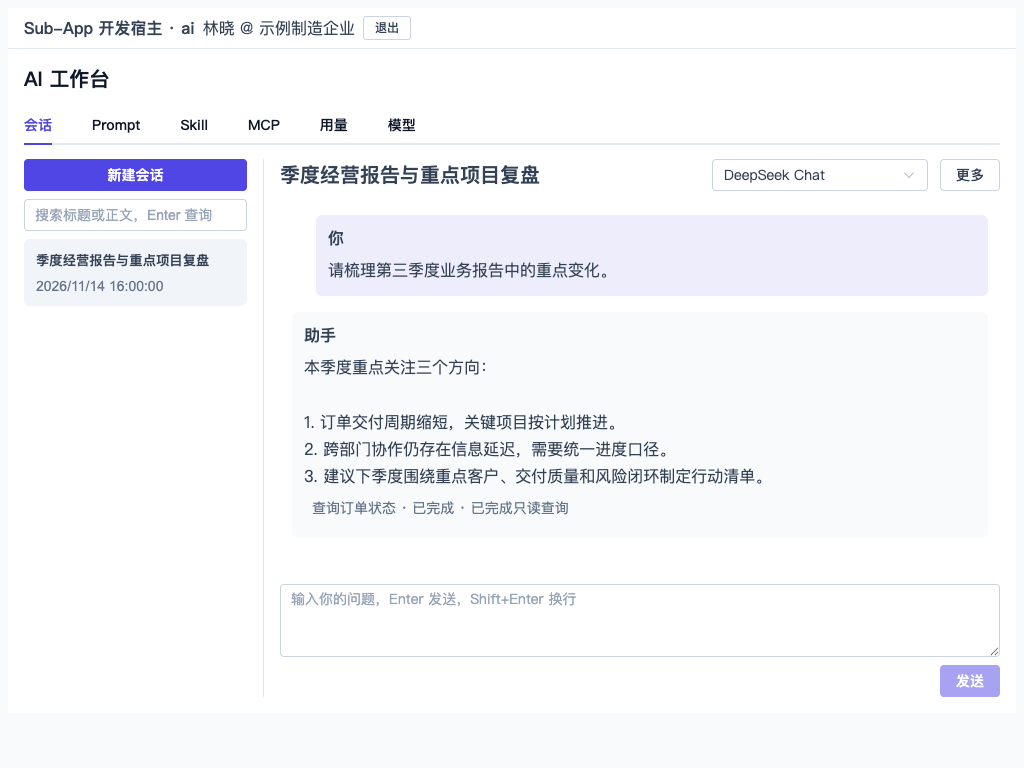 Sub-App 开发宿主 · ai 林晓 @ 示例制造企业 退出
AI 工作台
会话 Prompt Skill MCP 用量 模型
新建会话
搜索标题或正文，Enter 查询
季度经营报告与重点项目复盘
2026/11/14 16:00:00
季度经营报告与重点项目复盘 DeepSeek Chat 更多
你
请梳理第三季度业务报告中的重点变化。
助手
本季度重点关注三个方向：
1. 订单交付周期缩短，关键项目按计划推进。
2. 跨部门协作仍存在信息延迟，需要统一进度口径。
3. 建议下季度围绕重点客户、交付质量和风险闭环制定行动清单。
查询订单状态 · 已完成 · 已完成只读查询
输入你的问题，Enter 发送，Shift+Enter 换行
发送